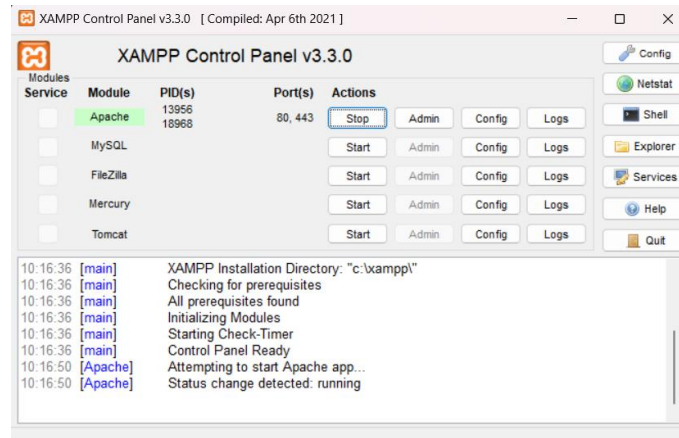 XAMPP Control Panel v3.3.0 [ Compiled: Apr 6th 2021 ]
XAMPP Control Panel v3.3.0
Config
Modules
Service Module PID(s) Port(s) Actions
Netstat
Apache 13956 18968 80, 443 Stop Admin Config Logs
Shell
MySQL Start Admin Config Logs
Explorer
FileZilla Start Admin Config Logs
Services
Mercury Start Admin Config Logs
Help
Tomcat Start Admin Config Logs
Quit
10:16:36 [main] XAMPP Installation Directory: "c:\xampp\"
10:16:36 [main] Checking for prerequisites
10:16:36 [main] All prerequisites found
10:16:36 [main] Initializing Modules
10:16:36 [main] Starting Check-Timer
10:16:36 [main] Control Panel Ready
10:16:50 [Apache] Attempting to start Apache app...
10:16:50 [Apache] Status change detected: running